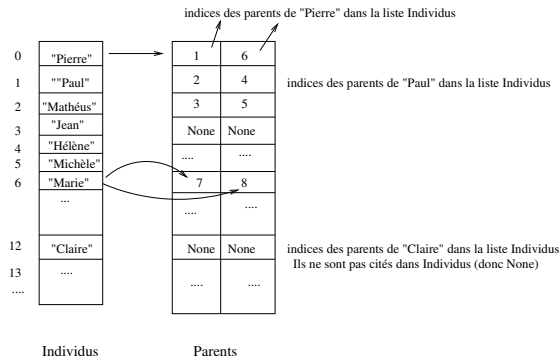 indices des parents de "Pierre" dans la liste Individus
0 "Pierre" 1 6
1 ""Paul" 2 4 indices des parents de "Paul" dans la liste Individus
2 "Mathéus" 3 5
3 "Jean" None None
4 "Hélène" .... ....
5 "Michèle"
6 "Marie" 7 8
... .... ....
12 "Claire" None None indices des parents de "Claire" dans la liste Individus
Ils ne sont pas cités dans Individus (donc None)
13 .... .... ....
....
Individus Parents